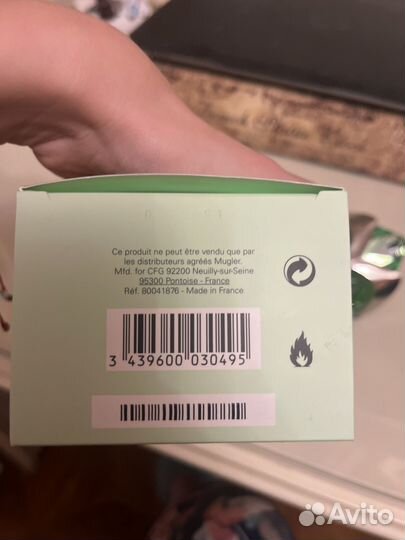 Ce produit ne peut être vendu que par
les distributeurs agréés Mugler.
Mfd. for CFG 92200 Neuilly-sur-Seine
95300 Pontoise - France
Réf. 80041876 - Made in France
3 439600 030495
Avito